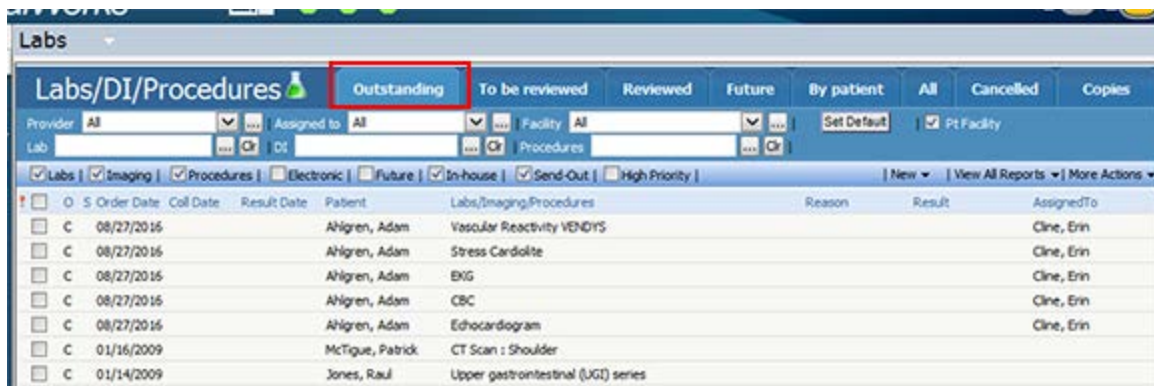 Labs
Labs/DI/Procedures Outstanding To be reviewed Reviewed Future By patient All Cancelled Copies
Provider All ... | Assigned to All ... | Facility All ... | Set Default | Pt Facility
Lab ... Clr | DI ... Clr | Procedures ... Clr |
Labs | Imaging | Procedures | Electronic | Future | In-house | Send-Out | High Priority | | New | View All Reports | More Actions
! O S Order Date Coll Date Result Date Patient Labs/Imaging/Procedures Reason Result AssignedTo
C 08/27/2016 Ahlgren, Adam Vascular Reactivity VENDYS Cline, Erin
C 08/27/2016 Ahlgren, Adam Stress Cardiolite Cline, Erin
C 08/27/2016 Ahlgren, Adam EKG Cline, Erin
C 08/27/2016 Ahlgren, Adam CBC Cline, Erin
C 08/27/2016 Ahlgren, Adam Echocardiogram Cline, Erin
C 01/16/2009 McTigue, Patrick CT Scan : Shoulder
C 01/14/2009 Jones, Raul Upper gastrointestinal (UGI) series